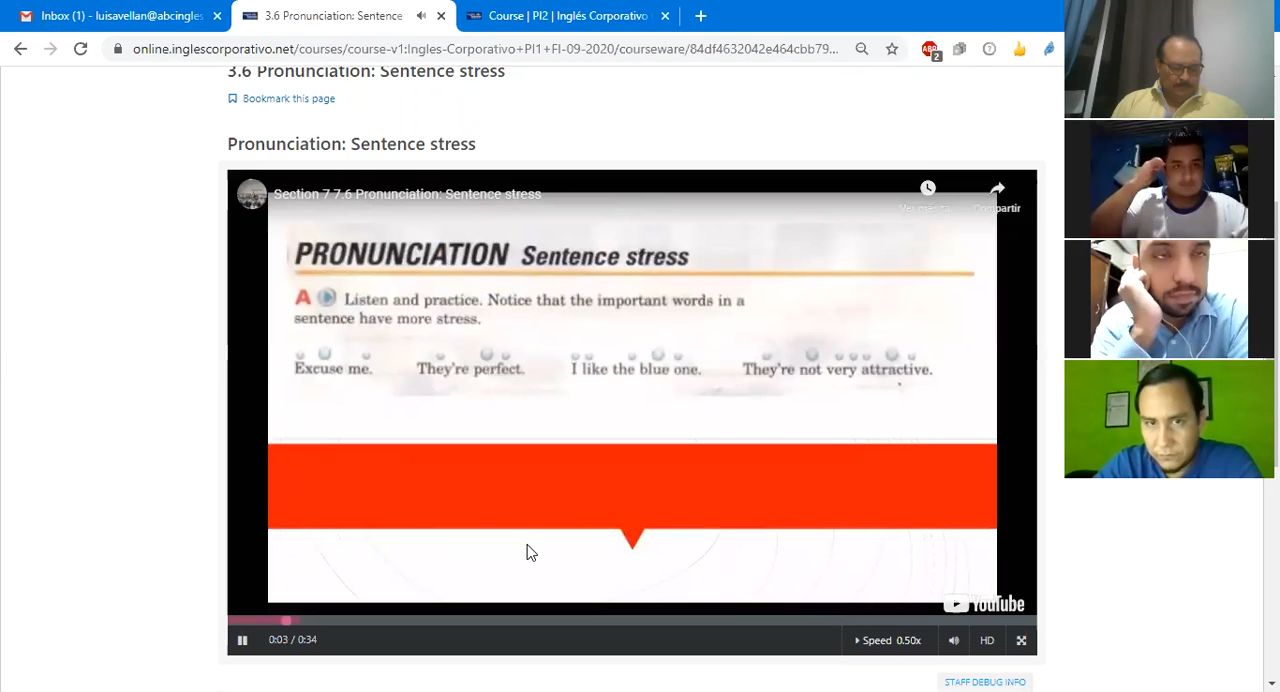 Inbox (1) - luisavellan@abcingles
3.6 Pronunciation: Sentence
Course | PI2 | Inglés Corporativo
online.inglescorporativo.net/courses/course-v1:Ingles-Corporativo+PI1+FI-09-2020/courseware/84df4632042e464cbb79...
ABP
2
3.6 Pronunciation: Sentence stress
Bookmark this page
Pronunciation: Sentence stress
Section 7 7.6 Pronunciation: Sentence stress
Compartir
PRONUNCIATION Sentence stress
A Listen and practice. Notice that the important words in a
sentence have more stress.
Excuse me. They're perfect. I like the blue one. They're not very attractive.
YouTube
0:03 / 0:34
Speed 0.50x
HD
STAFF DEBUG INFO